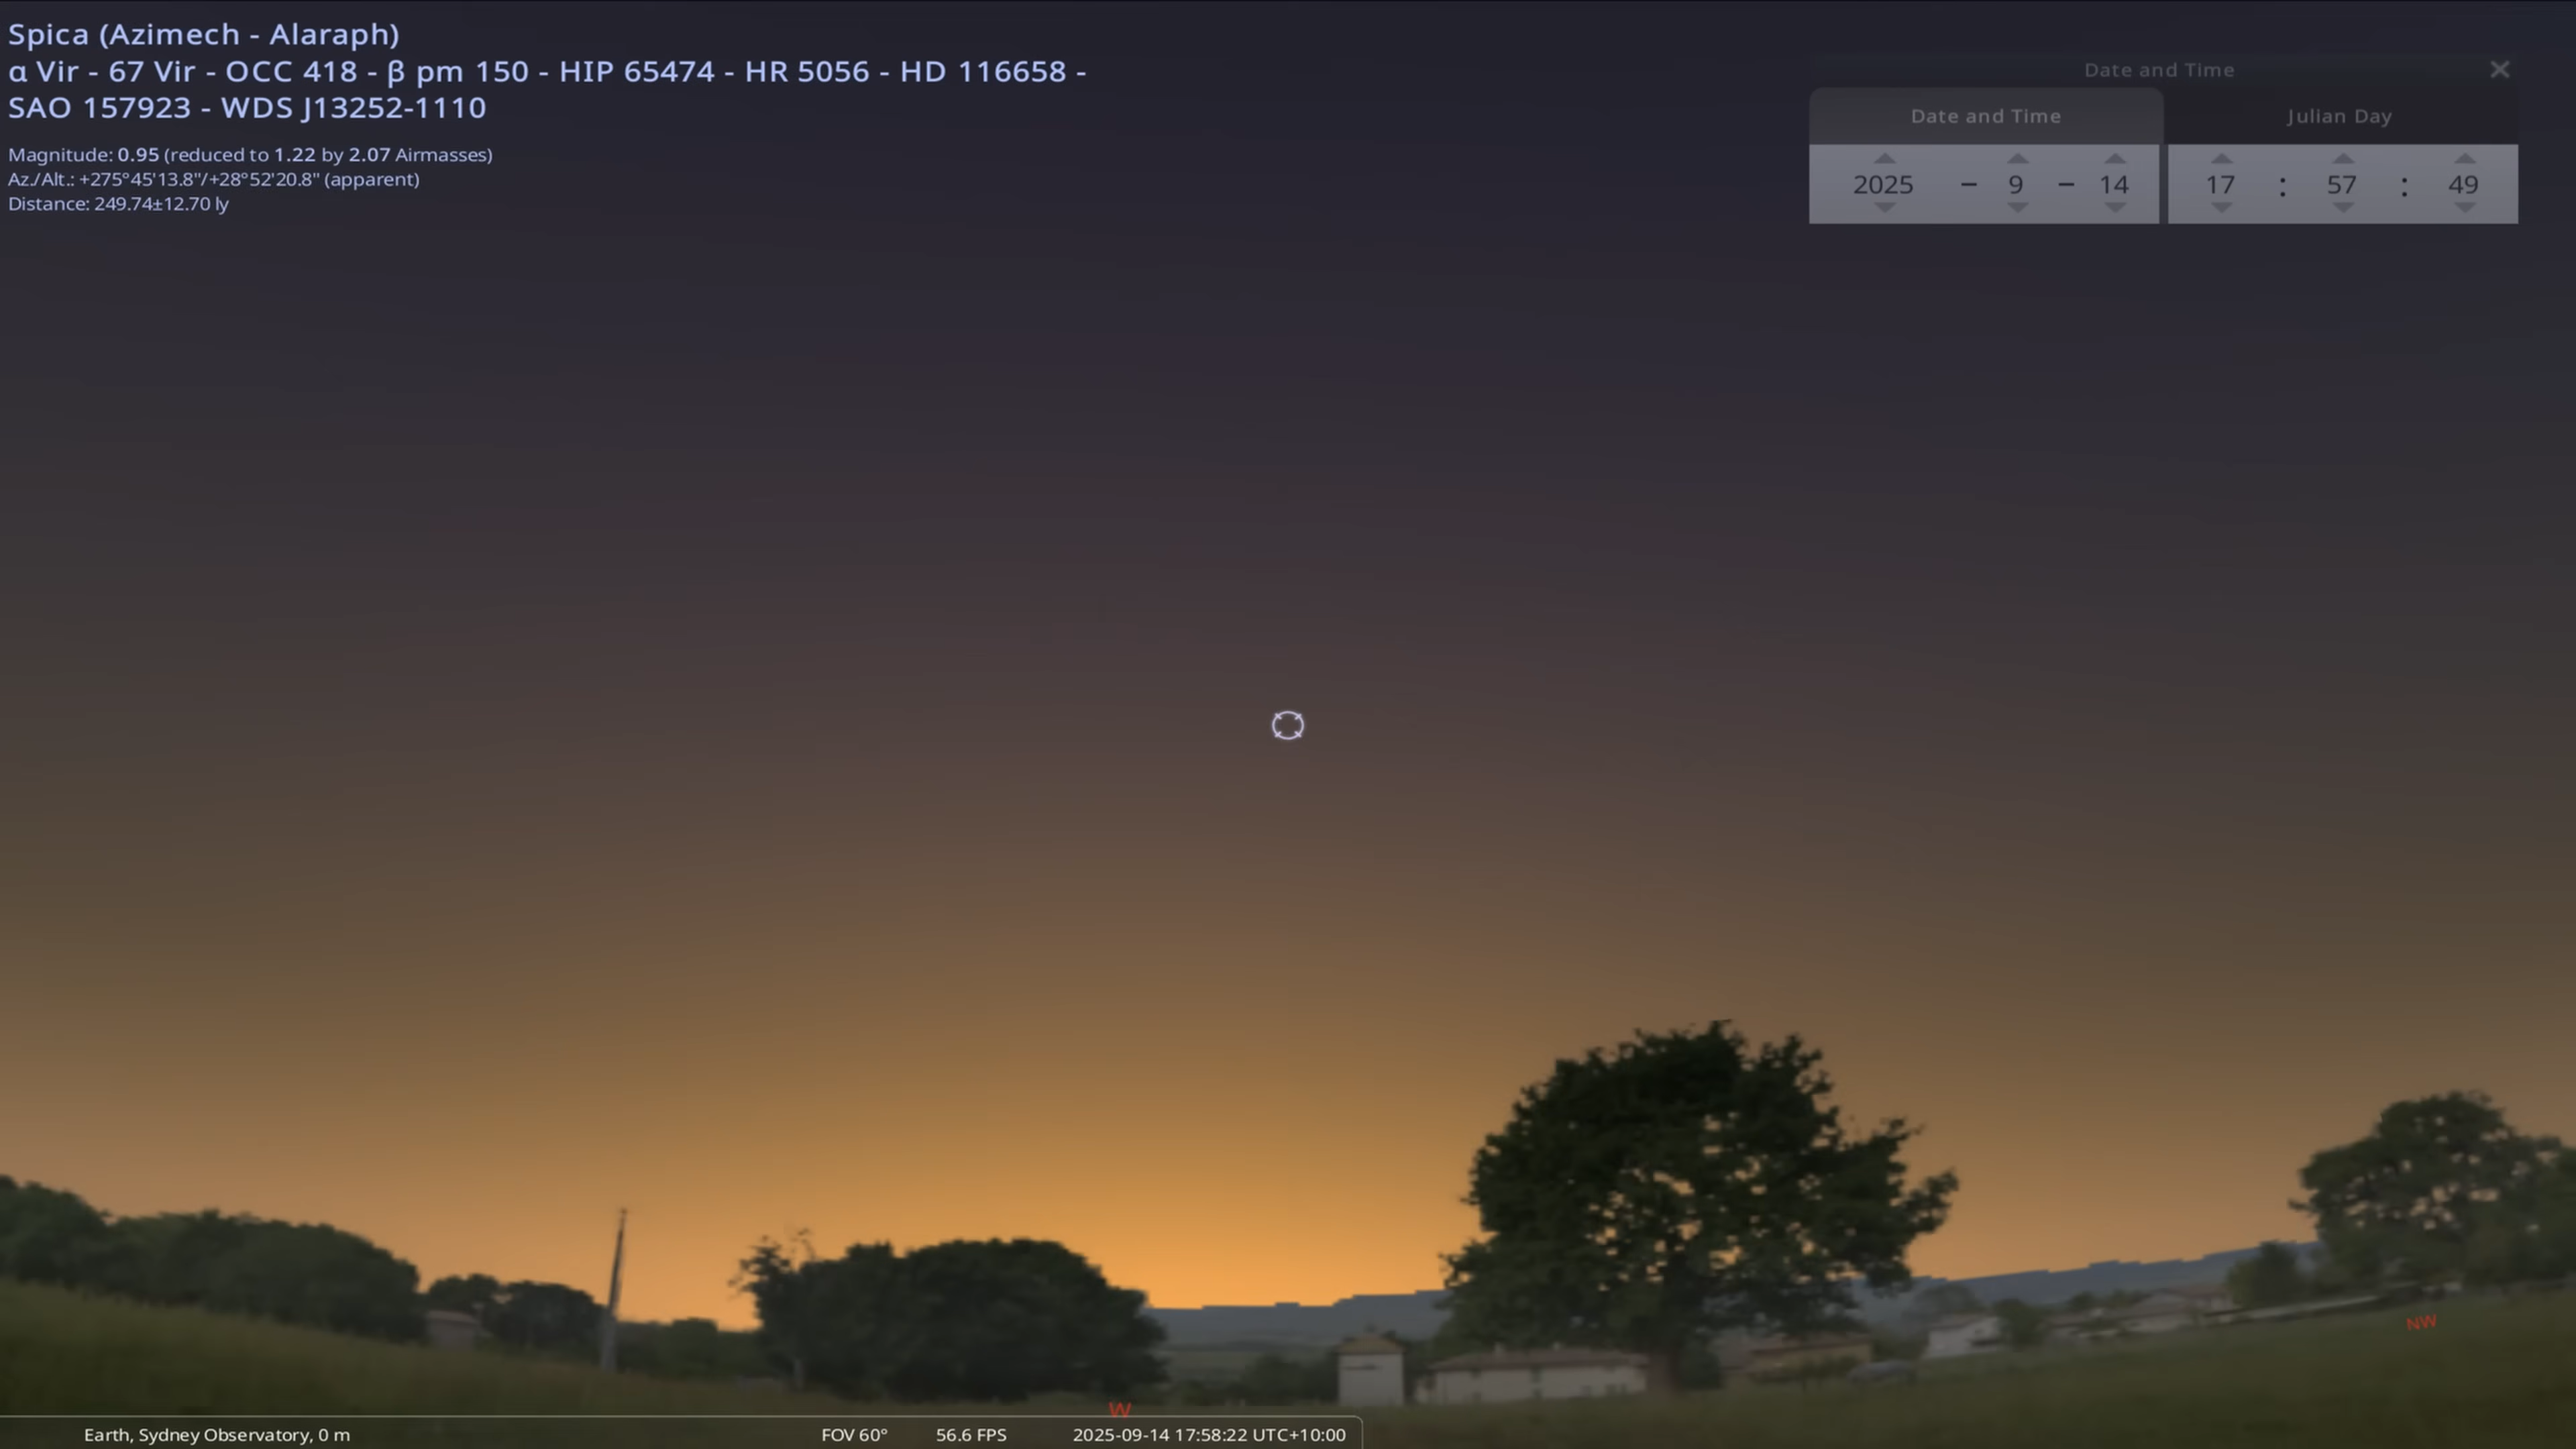 Spica (Azimech - Alaraph)
α Vir - 67 Vir - OCC 418 - β pm 150 - HIP 65474 - HR 5056 - HD 116658 -
SAO 157923 - WDS J13252-1110
Magnitude: 0.95 (reduced to 1.22 by 2.07 Airmasses)
Az./Alt.: +275°45'13.8"/+28°52'20.8" (apparent)
Distance: 249.74±12.70 ly
Date and Time
Date and Time Julian Day
2025 - 9 - 14 17 : 57 : 49
NW
W
Earth, Sydney Observatory, 0 m FOV 60° 56.6 FPS 2025-09-14 17:58:22 UTC+10:00